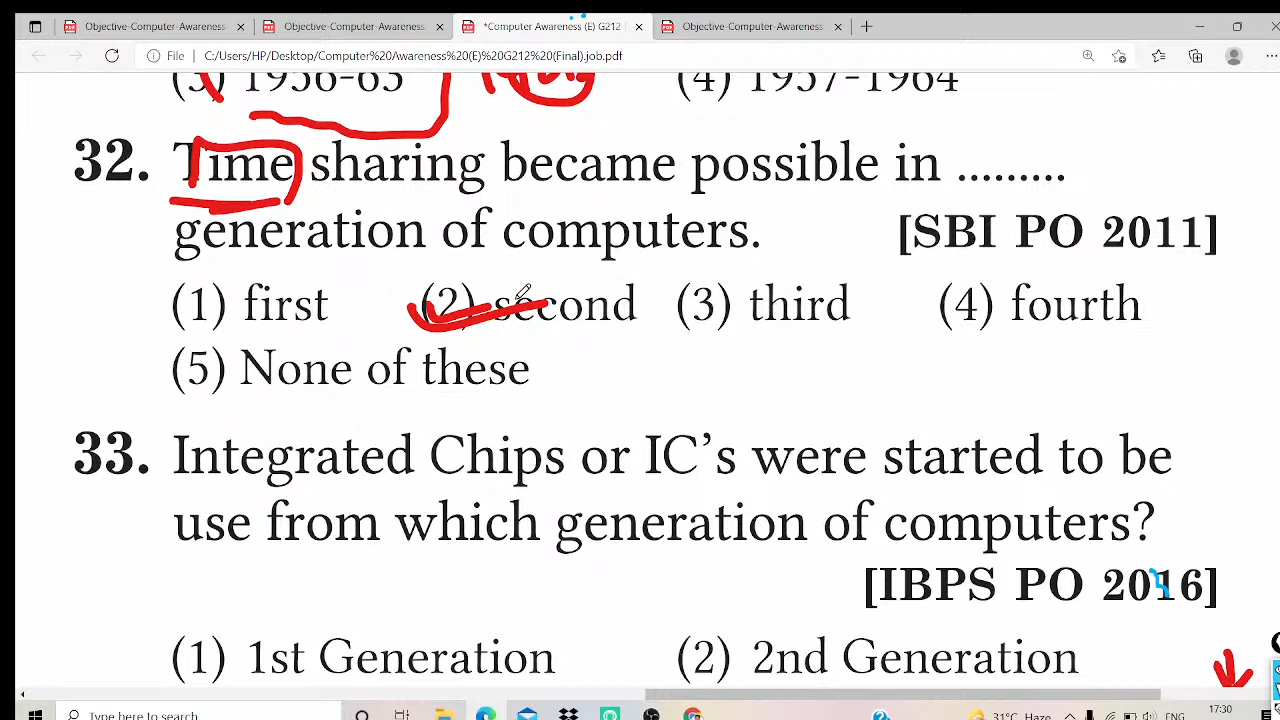 Objective-Computer-Awareness
Objective-Computer-Awareness
*Computer Awareness (E) G212
Objective-Computer-Awareness
File
C:/Users/HP/Desktop/Computer%20Awareness%20(E)%20G212%20(Final).job.pdf
(4) 1957-1964
32. Time sharing became possible in .........
generation of computers. [SBI PO 2011]
(1) first (2) second (3) third (4) fourth
(5) None of these
33. Integrated Chips or IC's were started to be
use from which generation of computers?
[IBPS PO 2016]
(1) 1st Generation (2) 2nd Generation
Type here to search
31°C Haze
17:30